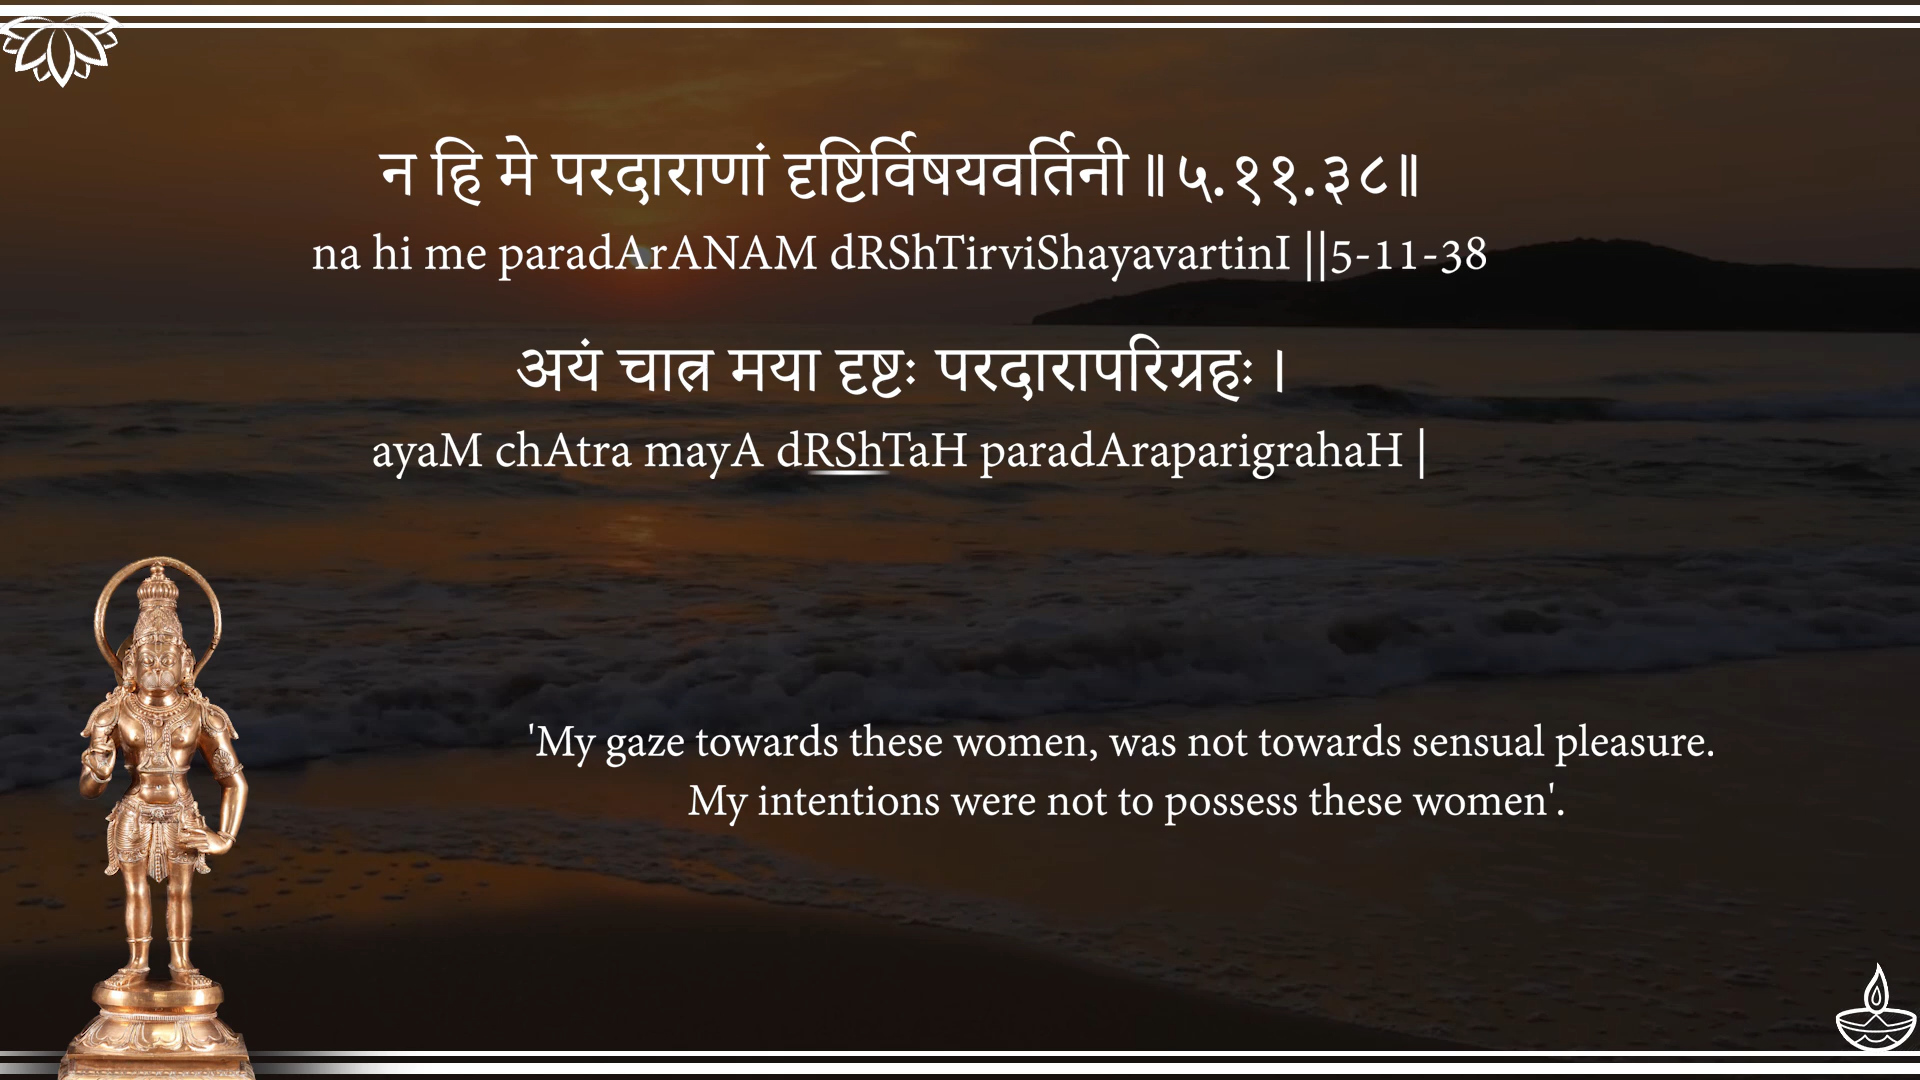 न हि मे परदाराणां दृष्टिर्विषयवर्तिनी ॥५.११.३८॥
na hi me paradArANAM dRShTirviShayavartinI ||5-11-38
अयं चात्र मया दृष्टः परदारापरिग्रहः ।
ayaM chAtra mayA dRShTaH paradAraparigrahaH |
'My gaze towards these women, was not towards sensual pleasure.
My intentions were not to possess these women'.